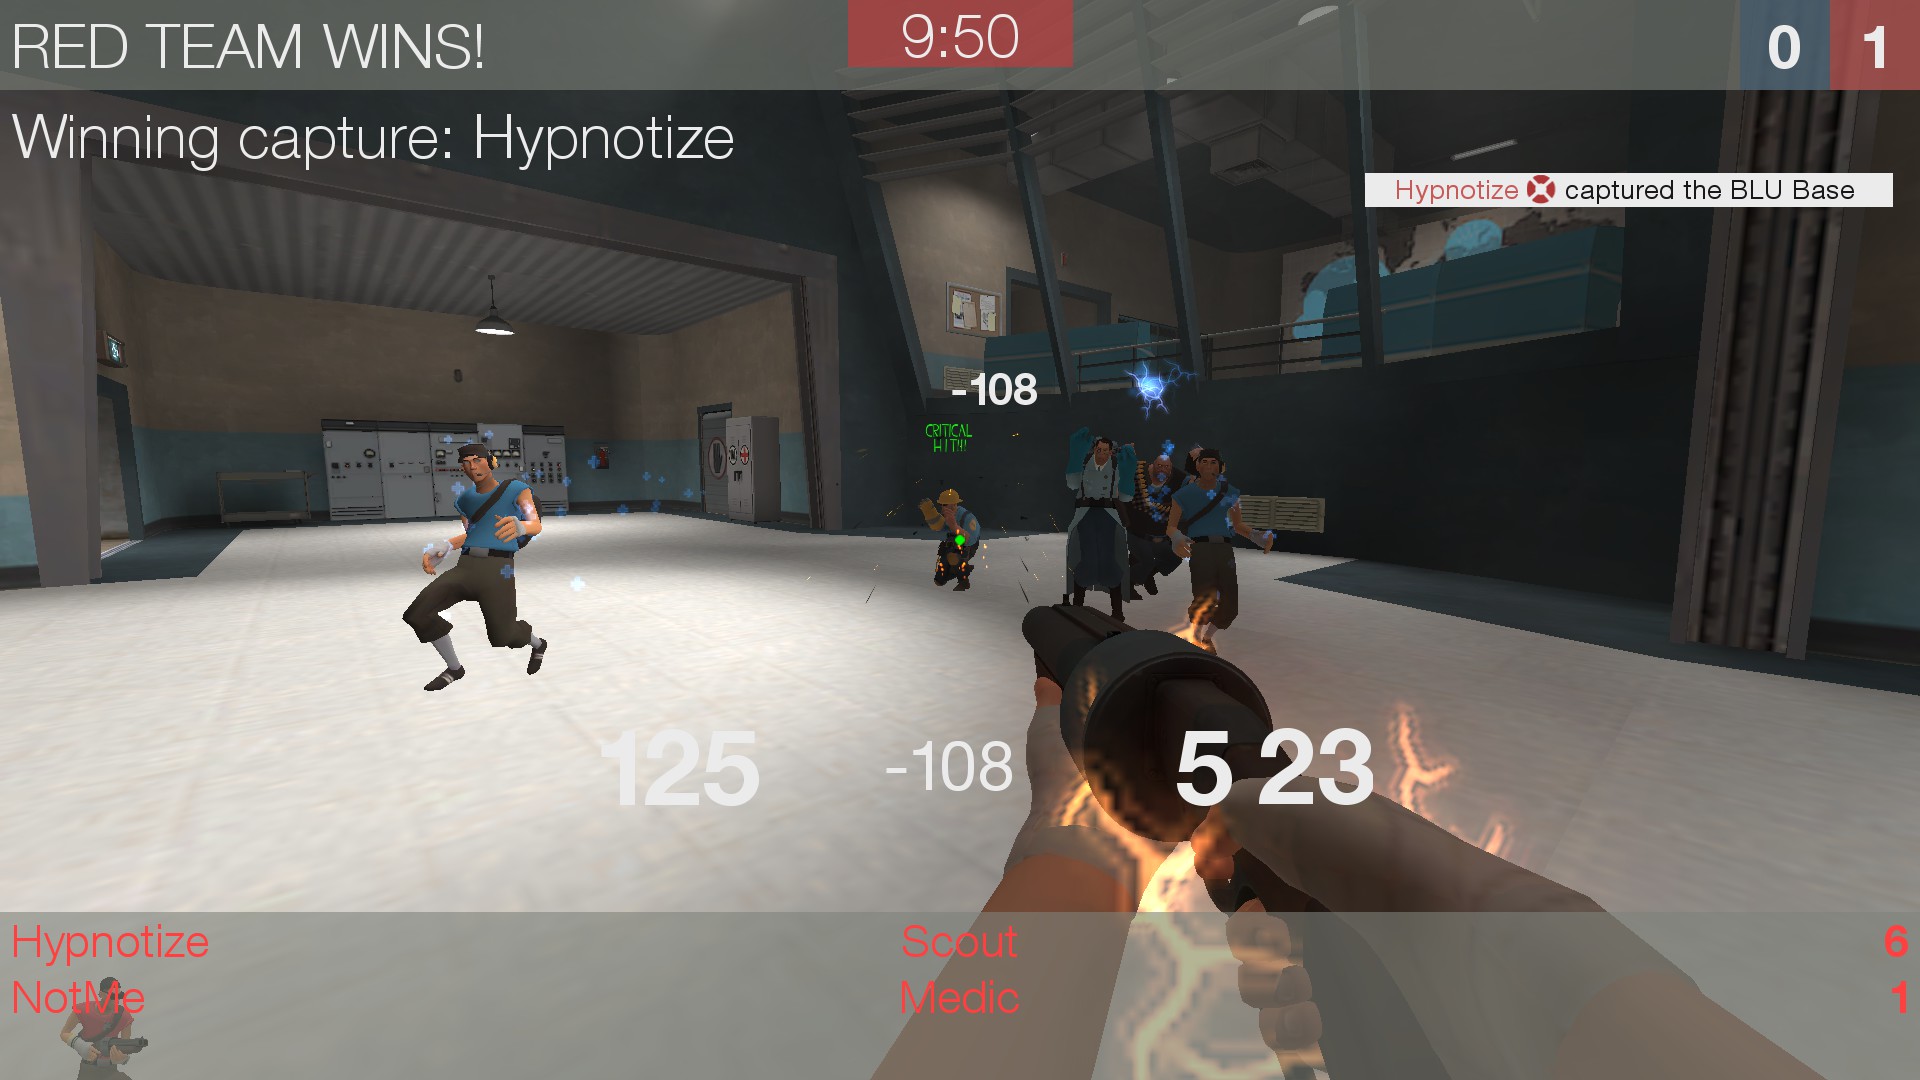 RED TEAM WINS!
9:50
0 1
Winning capture: Hypnotize
Hypnotize captured the BLU Base
-108
CRITICAL
HIT!!!
125 -108 5 23
Hypnotize Scout 6
NotMe Medic 1